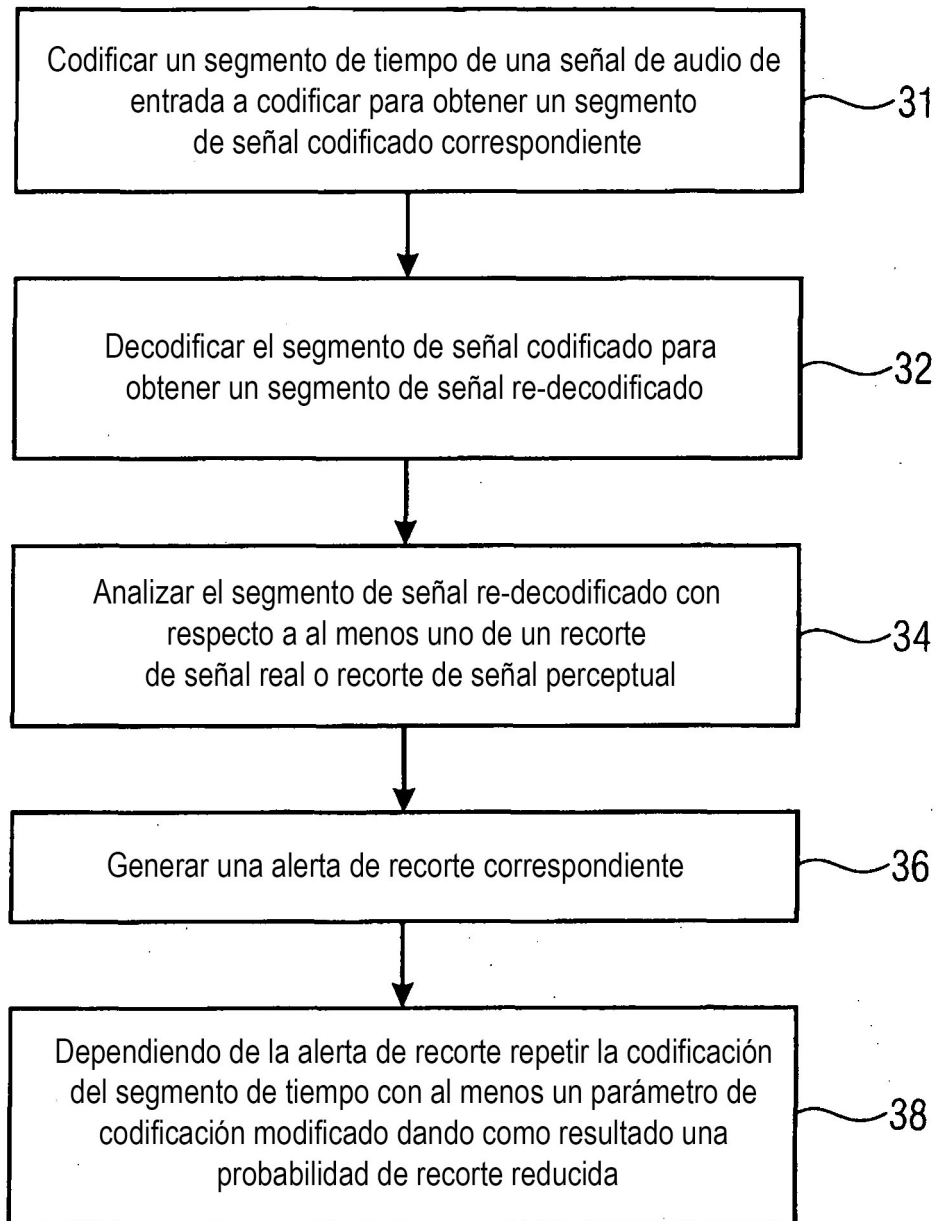 Codificar un segmento de tiempo de una señal de audio de
entrada a codificar para obtener un segmento
de señal codificado correspondiente
31
Decodificar el segmento de señal codificado para
obtener un segmento de señal re-decodificado
32
Analizar el segmento de señal re-decodificado con
respecto a al menos uno de un recorte
de señal real o recorte de señal perceptual
34
Generar una alerta de recorte correspondiente
36
Dependiendo de la alerta de recorte repetir la codificación
del segmento de tiempo con al menos un parámetro de
codificación modificado dando como resultado una
probabilidad de recorte reducida
38